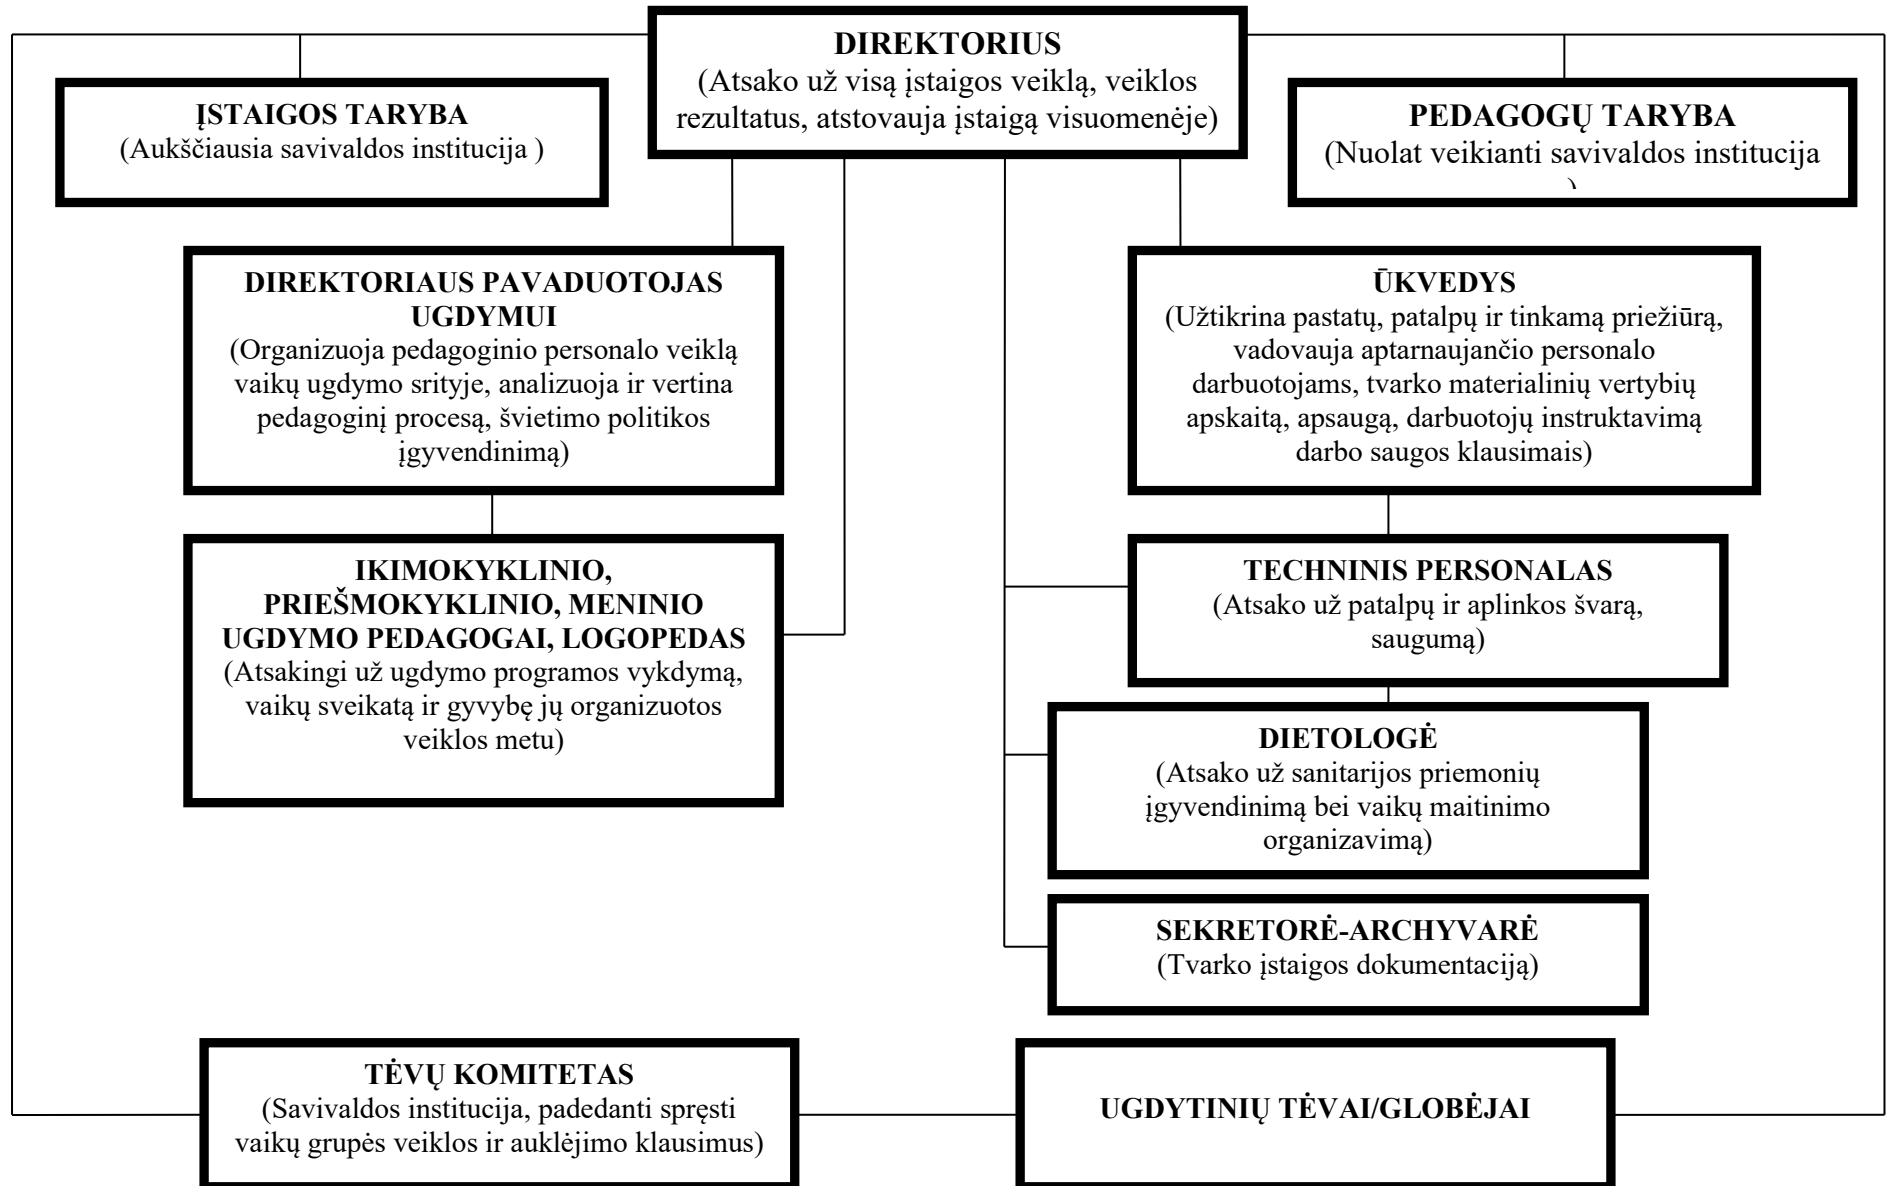 DIREKTORIUS
(Atsako už visą įstaigos veiklą, veiklos
rezultatus, atstovauja įstaigą visuomenėje)
ĮSTAIGOS TARYBA
(Aukščiausia savivaldos institucija )
PEDAGOGŲ TARYBA
(Nuolat veikianti savivaldos institucija
)
DIREKTORIAUS PAVADUOTOJAS
UGDYMUI
(Organizuoja pedagoginio personalo veiklą
vaikų ugdymo srityje, analizuoja ir vertina
pedagoginį procesą, švietimo politikos
įgyvendinimą)
ŪKVEDYS
(Užtikrina pastatų, patalpų ir tinkamą priežiūrą,
vadovauja aptarnaujančio personalo
darbuotojams, tvarko materialinių vertybių
apskaitą, apsaugą, darbuotojų instruktavimą
darbo saugos klausimais)
IKIMOKYKLINIO,
PRIEŠMOKYKLINIO, MENINIO
UGDYMO PEDAGOGAI, LOGOPEDAS
(Atsakingi už ugdymo programos vykdymą,
vaikų sveikatą ir gyvybę jų organizuotos
veiklos metu)
TECHNINIS PERSONALAS
(Atsako už patalpų ir aplinkos švarą,
saugumą)
DIETOLOGĖ
(Atsako už sanitarijos priemonių
įgyvendinimą bei vaikų maitinimo
organizavimą)
SEKRETORĖ-ARCHYVARĖ
(Tvarko įstaigos dokumentaciją)
TĖVŲ KOMITETAS
(Savivaldos institucija, padedanti spręsti
vaikų grupės veiklos ir auklėjimo klausimus)
UGDYTINIŲ TĖVAI/GLOBĖJAI